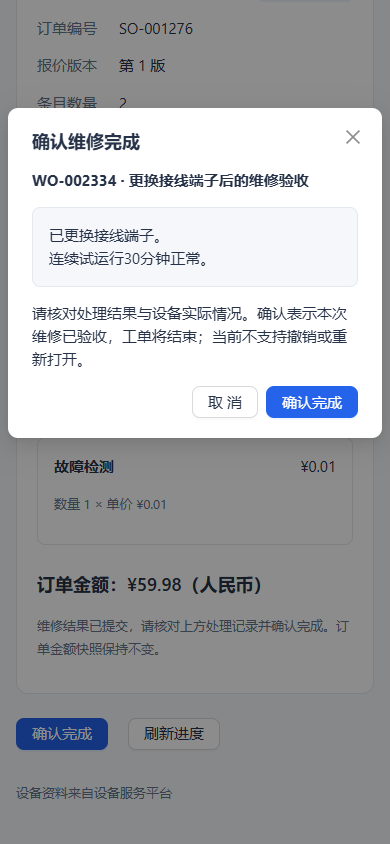 订单编号 SO-001276
报价版本 第 1 版
条目数量 2
确认维修完成
WO-002334 · 更换接线端子后的维修验收
已更换接线端子。
连续试运行30分钟正常。
请核对处理结果与设备实际情况。确认表示本次
维修已验收，工单将结束；当前不支持撤销或重
新打开。
取 消 确认完成
故障检测 ¥0.01
数量 1 × 单价 ¥0.01
订单金额：¥59.98（人民币）
维修结果已提交，请核对上方处理记录并确认完成。订
单金额快照保持不变。
确认完成 刷新进度
设备资料来自设备服务平台